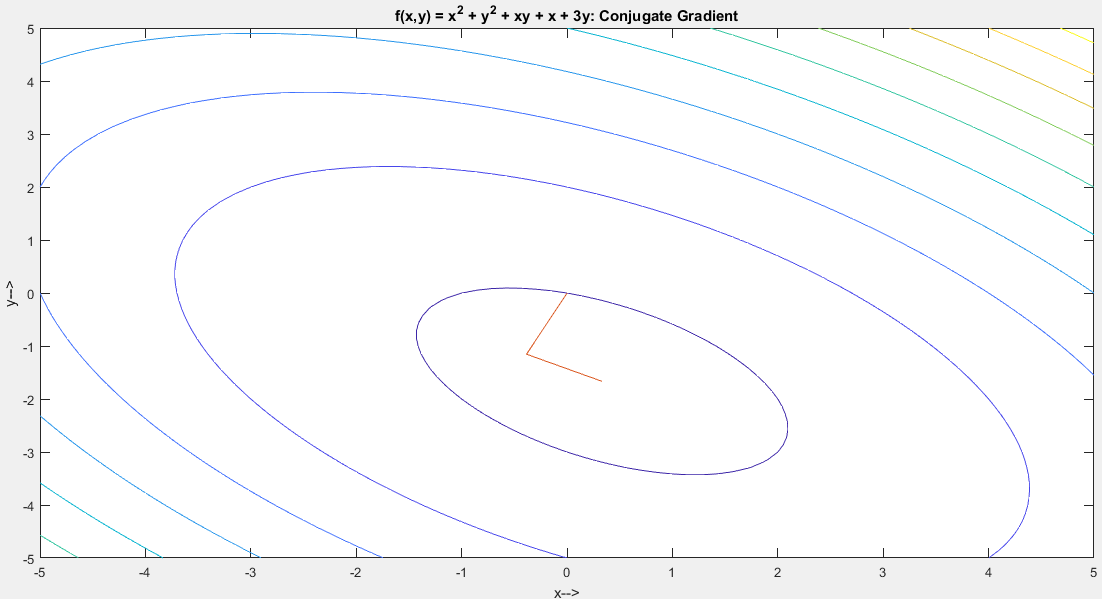 f(x,y) = x² + y² + xy + x + 3y: Conjugate Gradient
5
4
3
2
1
0
-1
-2
-3
-4
-5
y-->
-5 -4 -3 -2 -1 0 1 2 3 4 5
x-->